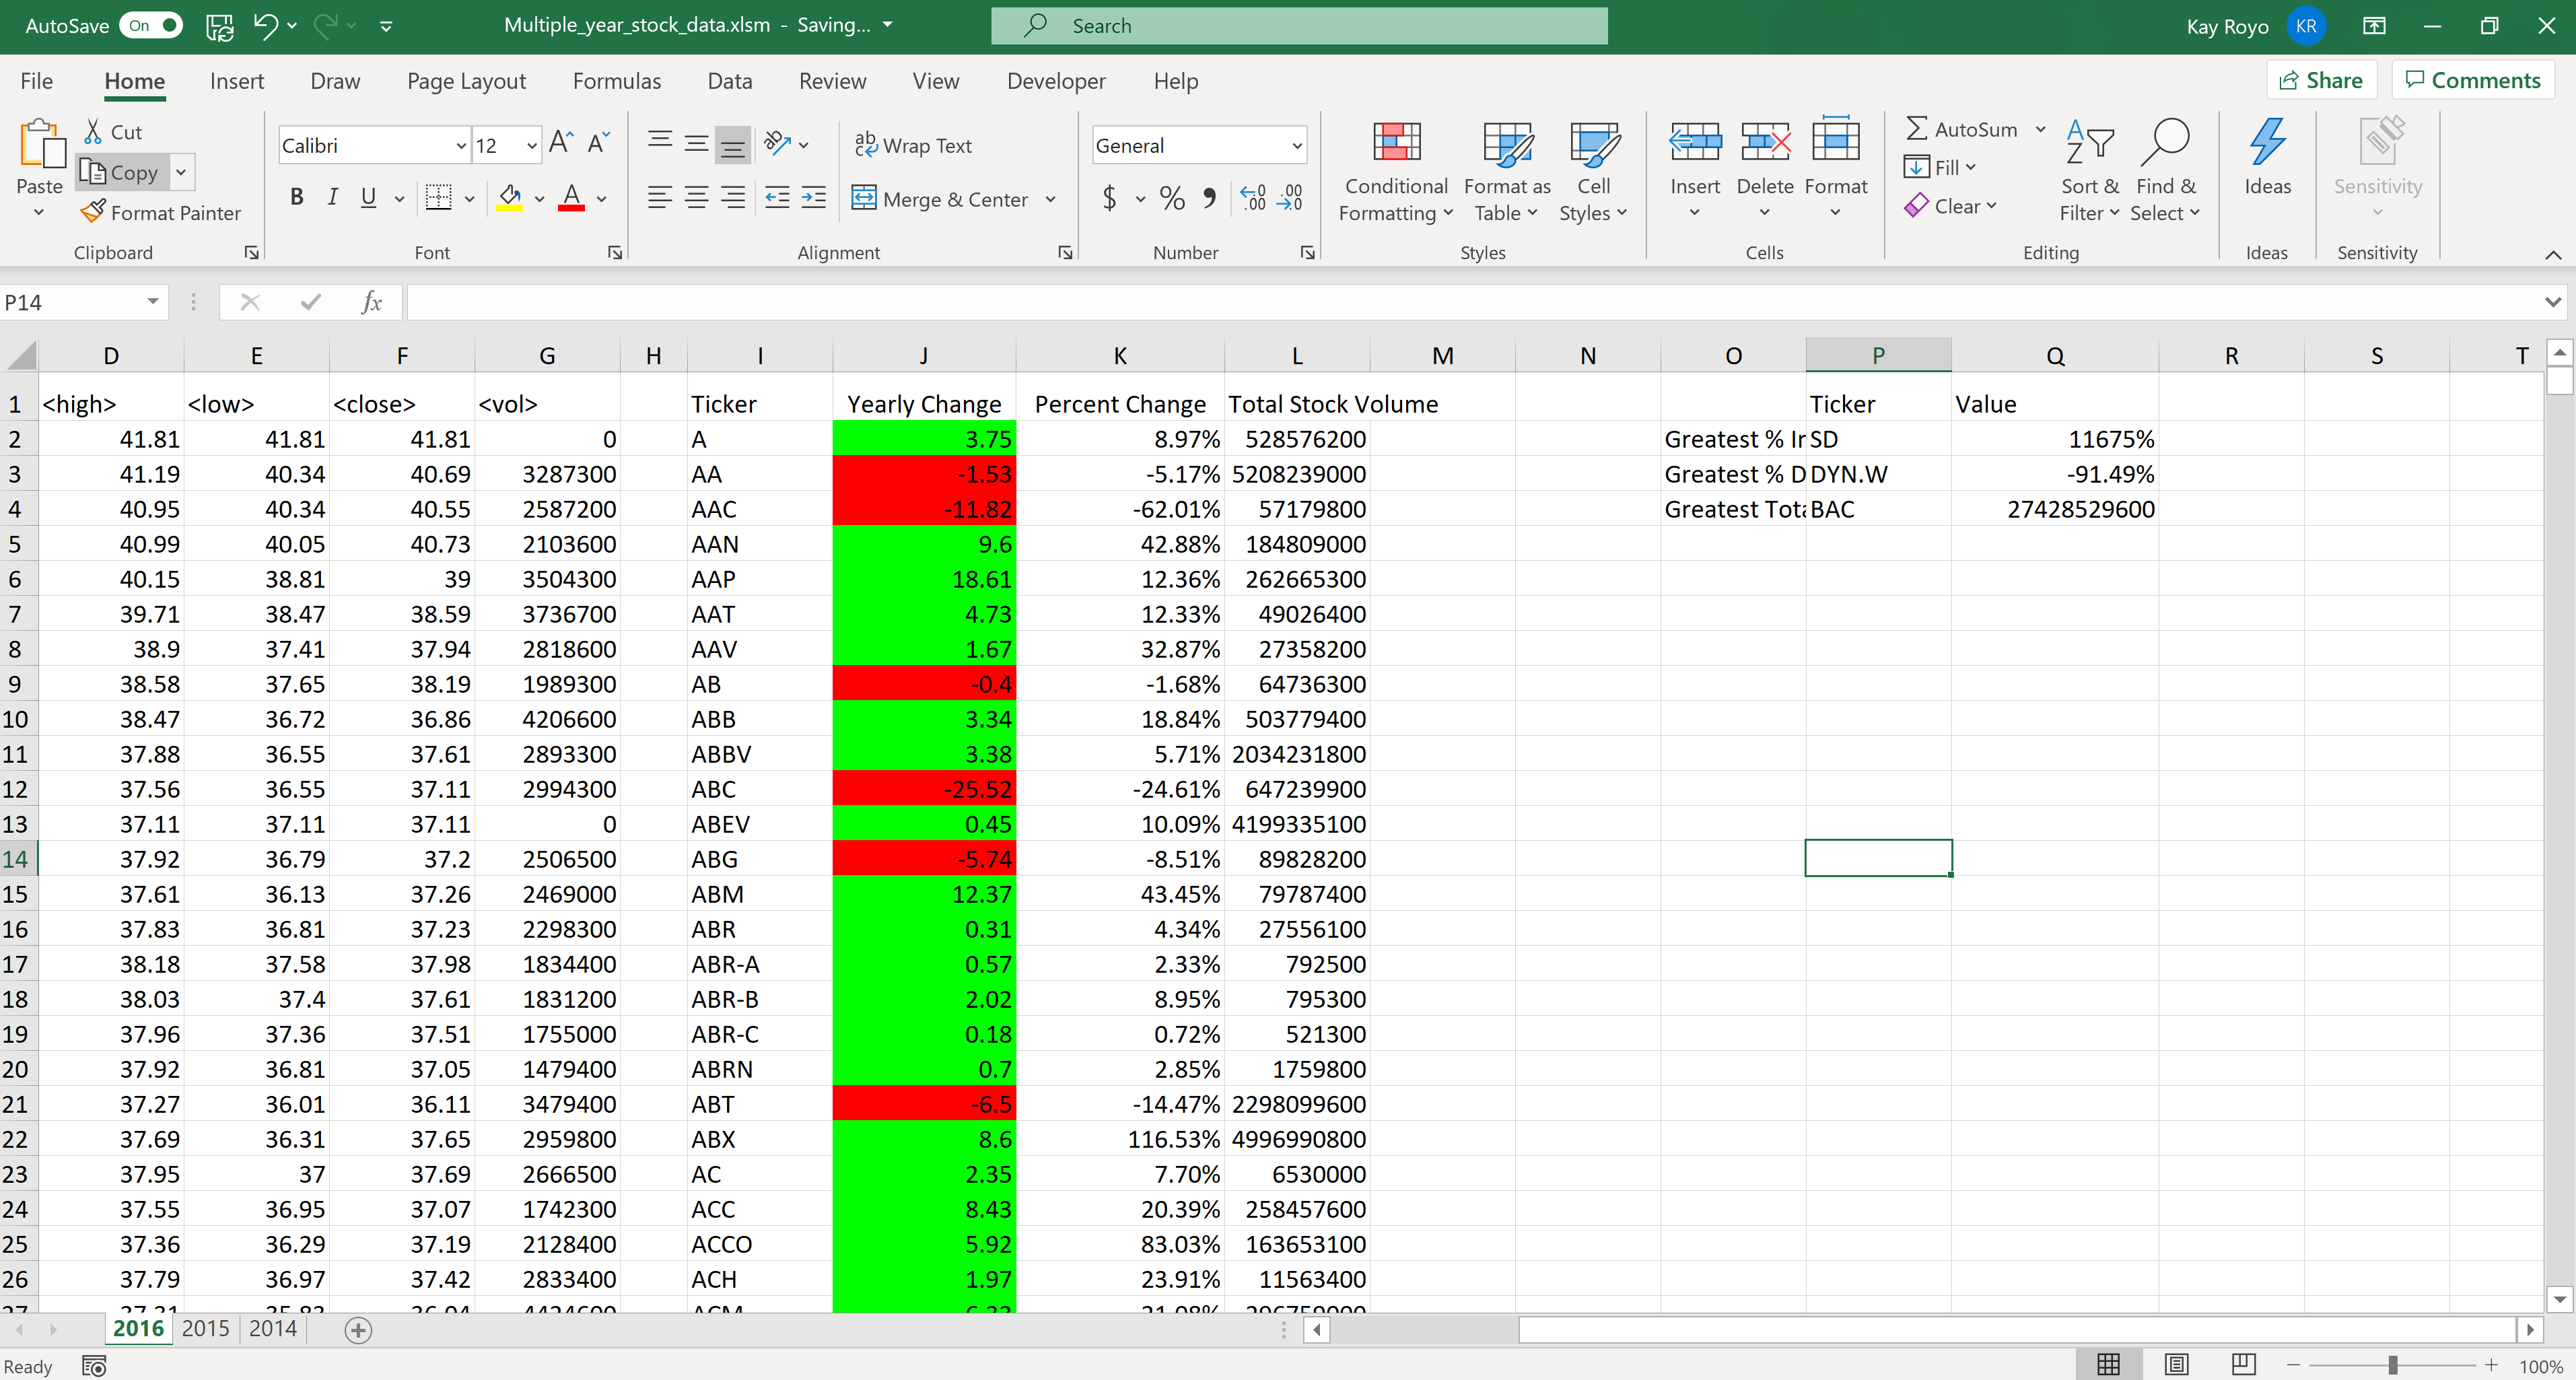 AutoSave On Multiple_year_stock_data.xlsm - Saving... Search Kay Royo KR
File Home Insert Draw Page Layout Formulas Data Review View Developer Help Share Comments
Paste Cut Copy Format Painter
Calibri 12
B I U A
ab Wrap Text
Merge & Center
General
$ % 9 .00 .00
Conditional Formatting Format as Table Cell Styles
Insert Delete Format
AutoSum Fill Clear
Sort & Filter Find & Select
Ideas Sensitivity
Clipboard Font Alignment Number Styles Cells Editing Ideas Sensitivity
P14 fx
D E F G H I J K L M N O P Q R S T
1 <high> <low> <close> <vol> Ticker Yearly Change Percent Change Total Stock Volume Ticker Value
2 41.81 41.81 41.81 0 A 3.75 8.97% 528576200 Greatest % Ir SD 11675%
3 41.19 40.34 40.69 3287300 AA -1.53 -5.17% 5208239000 Greatest % D DYN.W -91.49%
4 40.95 40.34 40.55 2587200 AAC -11.82 -62.01% 57179800 Greatest Tota BAC 27428529600
5 40.99 40.05 40.73 2103600 AAN 9.6 42.88% 184809000
6 40.15 38.81 39 3504300 AAP 18.61 12.36% 262665300
7 39.71 38.47 38.59 3736700 AAT 4.73 12.33% 49026400
8 38.9 37.41 37.94 2818600 AAV 1.67 32.87% 27358200
9 38.58 37.65 38.19 1989300 AB -0.4 -1.68% 64736300
10 38.47 36.72 36.86 4206600 ABB 3.34 18.84% 503779400
11 37.88 36.55 37.61 2893300 ABBV 3.38 5.71% 2034231800
12 37.56 36.55 37.11 2994300 ABC -25.52 -24.61% 647239900
13 37.11 37.11 37.11 0 ABEV 0.45 10.09% 4199335100
14 37.92 36.79 37.2 2506500 ABG -5.74 -8.51% 89828200
15 37.61 36.13 37.26 2469000 ABM 12.37 43.45% 79787400
16 37.83 36.81 37.23 2298300 ABR 0.31 4.34% 27556100
17 38.18 37.58 37.98 1834400 ABR-A 0.57 2.33% 792500
18 38.03 37.4 37.61 1831200 ABR-B 2.02 8.95% 795300
19 37.96 37.36 37.51 1755000 ABR-C 0.18 0.72% 521300
20 37.92 36.81 37.05 1479400 ABRN 0.7 2.85% 1759800
21 37.27 36.01 36.11 3479400 ABT -6.5 -14.47% 2298099600
22 37.69 36.31 37.65 2959800 ABX 8.6 116.53% 4996990800
23 37.95 37 37.69 2666500 AC 2.35 7.70% 6530000
24 37.55 36.95 37.07 1742300 ACC 8.43 20.39% 258457600
25 37.36 36.29 37.19 2128400 ACCO 5.92 83.03% 163653100
26 37.79 36.97 37.42 2833400 ACH 1.97 23.91% 11563400
27
2016 2015 2014
Ready 100%